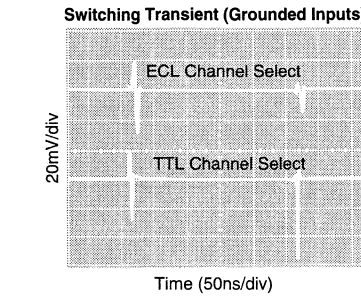 Switching Transient (Grounded Inputs
ECL Channel Select
TTL Channel Select
20mV/div
Time (50ns/div)